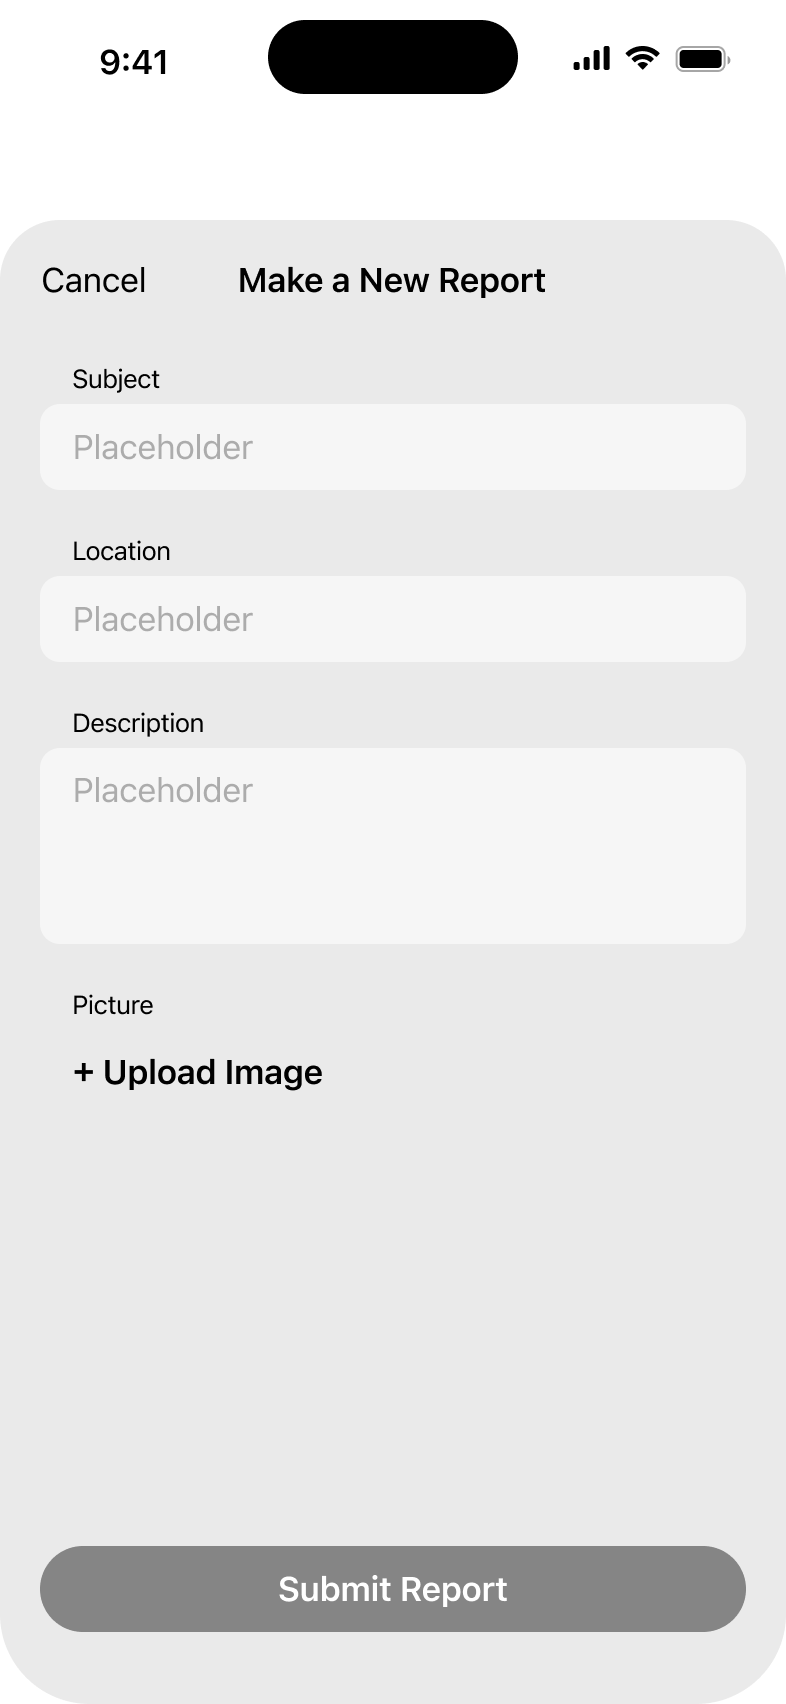 9:41
Cancel Make a New Report
Subject
Placeholder
Location
Placeholder
Description
Placeholder
Picture
+ Upload Image
Submit Report